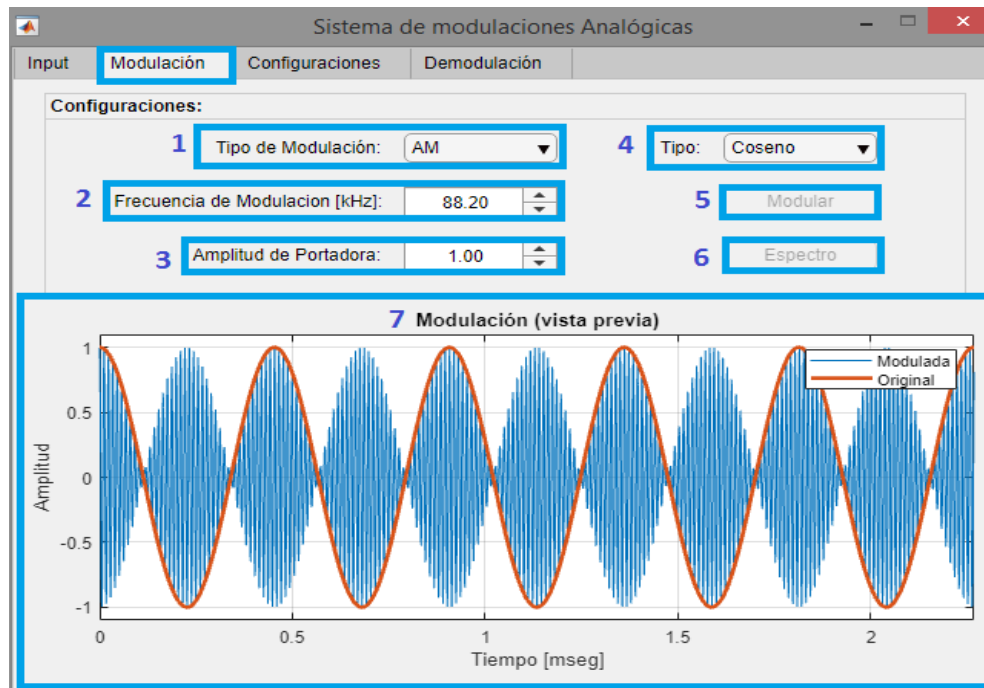 Sistema de modulaciones Analógicas
Input Modulación Configuraciones Demodulación
Configuraciones:
1 Tipo de Modulación: AM 4 Tipo: Coseno
2 Frecuencia de Modulacion [kHz]: 88.20 5 Modular
3 Amplitud de Portadora: 1.00 6 Espectro
7 Modulación (vista previa)
Modulada
Original
1
0.5
0
-0.5
-1
Amplitud
0 0.5 1 1.5 2
Tiempo [mseg]